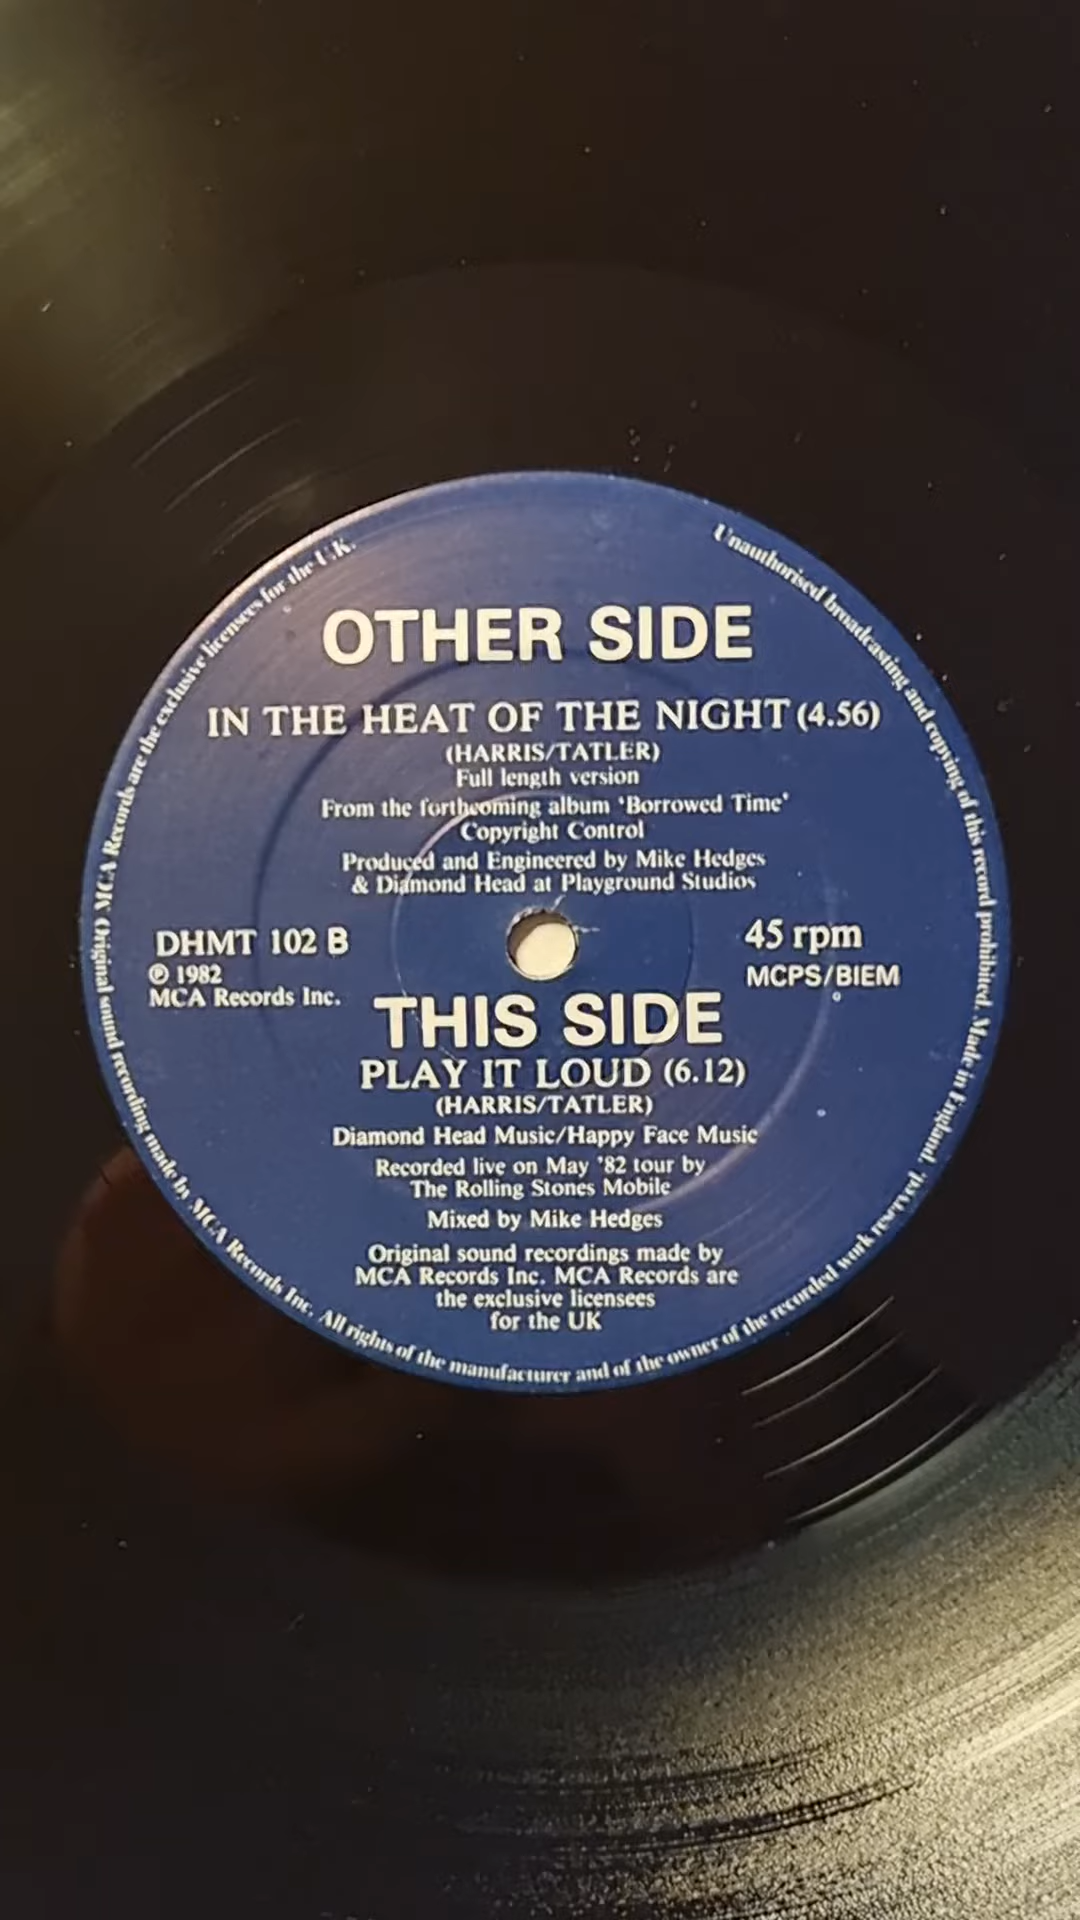 OTHER SIDE
IN THE HEAT OF THE NIGHT (4.56)
(HARRIS/TATLER)
Full length version
From the forthcoming album 'Borrowed Time'
Copyright Control
Produced and Engineered by Mike Hedges
& Diamond Head at Playground Studios
DHMT 102 B
℗ 1982
MCA Records Inc.
45 rpm
MCPS/BIEM
THIS SIDE
PLAY IT LOUD (6.12)
(HARRIS/TATLER)
Diamond Head Music/Happy Face Music
Recorded live on May '82 tour by
The Rolling Stones Mobile
Mixed by Mike Hedges
Original sound recordings made by
MCA Records Inc. MCA Records are
the exclusive licensees
for the UK
Unauthorised broadcasting and copying of this record prohibited. Made in England. All rights of the manufacturer and of the owner of the recorded work reserved.
Original sound recording made by MCA Records Inc. MCA Records are the exclusive licensees for the U.K.